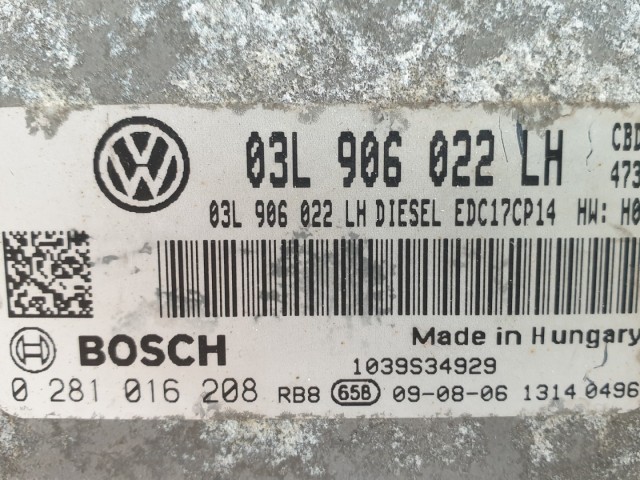 03L 906 022 LH CBD
03L 906 022 LH DIESEL EDC17CP14 HW: H0
473
BOSCH Made in Hungary
1039S34929
0 281 016 208 RB8 658 09-08-06 1314 0496